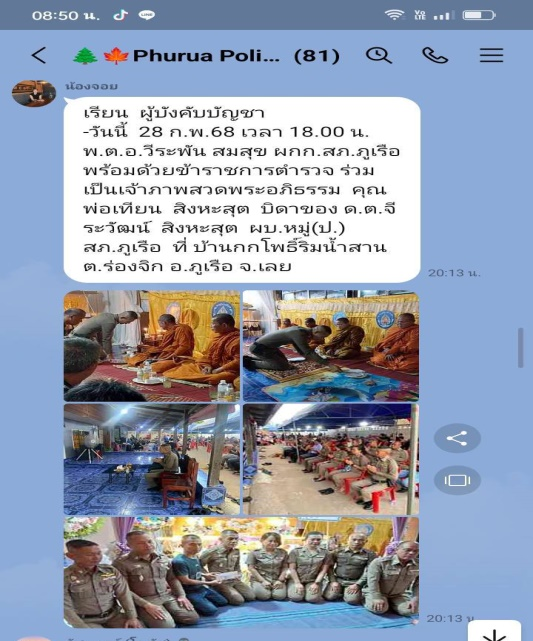 08:50 น.
Phurua Poli... (81)
น้องจอย
เรียน ผู้บังคับบัญชา
-วันนี้ 28 ก.พ.68 เวลา 18.00 น.
พ.ต.อ.วีระพัน สมสุข ผกก.สภ.ภูเรือ
พร้อมด้วยข้าราชการตำรวจ ร่วม
เป็นเจ้าภาพสวดพระอภิธรรม คุณ
พ่อเทียน สิงหะสุต บิดาของ ด.ต.จี
ระวัฒน์ สิงหะสุต ผบ.หมู่(ป.)
สภ.ภูเรือ ที่ บ้านกกโพธิ์ริมน้ำสาน
ต.ร่องจิก อ.ภูเรือ จ.เลย
20:13 น.
20:13 น